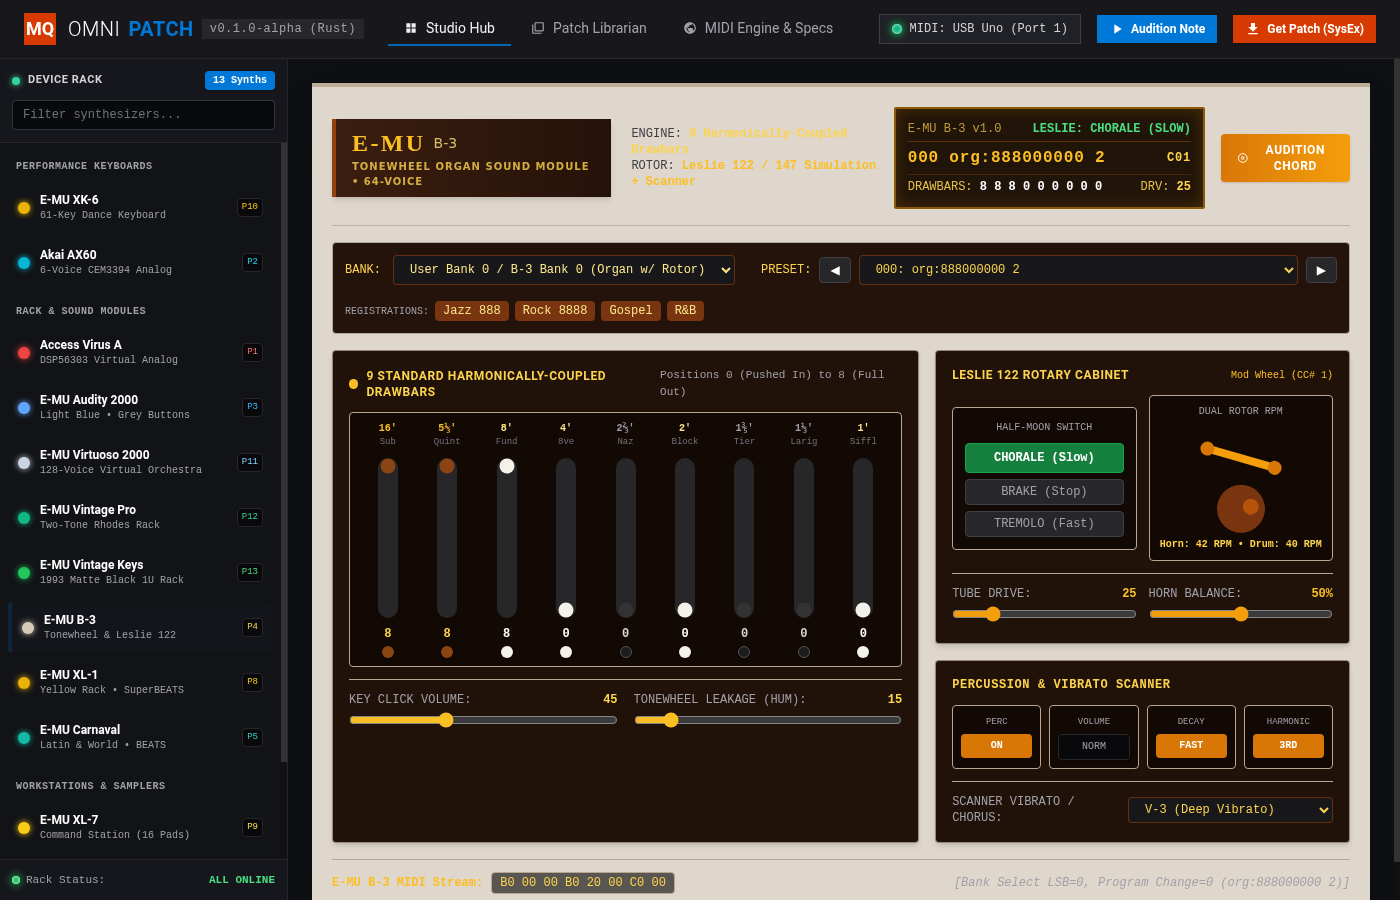 MQ OMNI PATCH v0.1.0-alpha (Rust) Studio Hub Patch Librarian MIDI Engine & Specs MIDI: USB Uno (Port 1) Audition Note Get Patch (SysEx)
DEVICE RACK 13 Synths
Filter synthesizers...
PERFORMANCE KEYBOARDS
E-MU XK-6
61-Key Dance Keyboard
P10
Akai AX60
6-Voice CEM3394 Analog
P2
RACK & SOUND MODULES
Access Virus A
DSP56303 Virtual Analog
P1
E-MU Audity 2000
Light Blue • Grey Buttons
P3
E-MU Virtuoso 2000
128-Voice Virtual Orchestra
P11
E-MU Vintage Pro
Two-Tone Rhodes Rack
P12
E-MU Vintage Keys
1993 Matte Black 1U Rack
P13
E-MU B-3
Tonewheel & Leslie 122
P4
E-MU XL-1
Yellow Rack • SuperBEATS
P8
E-MU Carnaval
Latin & World • BEATS
P5
WORKSTATIONS & SAMPLERS
E-MU XL-7
Command Station (16 Pads)
P9
Rack Status: ALL ONLINE
E-MU B-3
TONEWHEEL ORGAN SOUND MODULE
• 64-VOICE
ENGINE: 9 Harmonically-Coupled
Drawbars
ROTOR: Leslie 122 / 147 Simulation
+ Scanner
E-MU B-3 v1.0 LESLIE: CHORALE (SLOW)
000 org:888000000 2 C01
DRAWBARS: 8 8 8 0 0 0 0 0 0 DRV: 25
AUDITION
CHORD
BANK: User Bank 0 / B-3 Bank 0 (Organ w/ Rotor) PRESET: ◀ 000: org:888000000 2 ▶
REGISTRATIONS: Jazz 888 Rock 8888 Gospel R&B
9 STANDARD HARMONICALLY-COUPLED
DRAWBARS
Positions 0 (Pushed In) to 8 (Full
Out)
16' 5⅓' 8' 4' 2⅔' 2' 1⅗' 1⅓' 1'
Sub Quint Fund 8ve Naz Block Tier Larig Siffl
8 8 8 0 0 0 0 0 0
KEY CLICK VOLUME: 45 TONEWHEEL LEAKAGE (HUM): 15
LESLIE 122 ROTARY CABINET Mod Wheel (CC# 1)
HALF-MOON SWITCH
CHORALE (Slow)
BRAKE (Stop)
TREMOLO (Fast)
DUAL ROTOR RPM
Horn: 42 RPM • Drum: 40 RPM
TUBE DRIVE: 25 HORN BALANCE: 50%
PERCUSSION & VIBRATO SCANNER
PERC VOLUME DECAY HARMONIC
ON NORM FAST 3RD
SCANNER VIBRATO /
CHORUS:
V-3 (Deep Vibrato)
E-MU B-3 MIDI Stream: B0 00 00 B0 20 00 C0 00 [Bank Select LSB=0, Program Change=0 (org:888000000 2)]